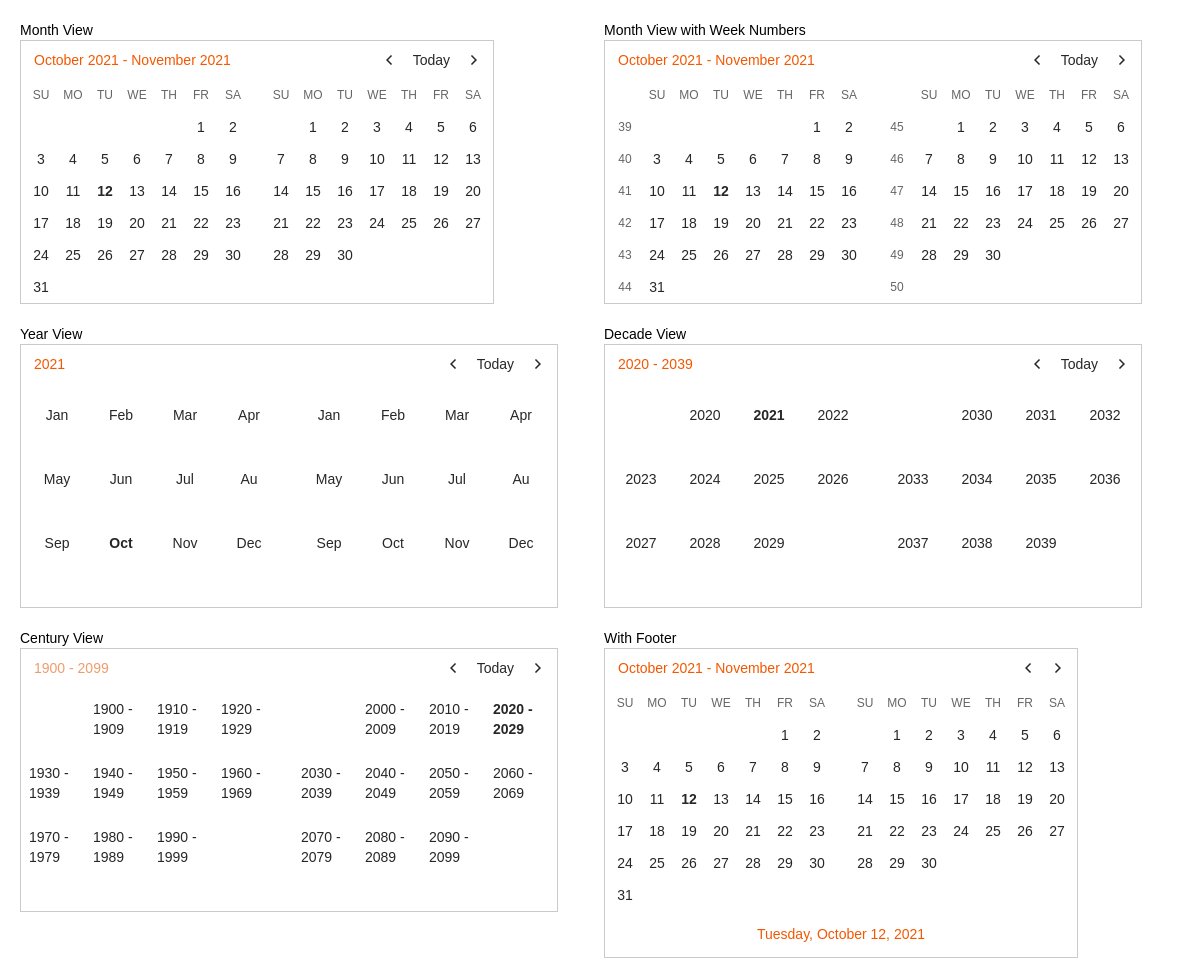 Month View
October 2021 - November 2021 Today
SU MO TU WE TH FR SA SU MO TU WE TH FR SA
1 2 1 2 3 4 5 6
3 4 5 6 7 8 9 7 8 9 10 11 12 13
10 11 12 13 14 15 16 14 15 16 17 18 19 20
17 18 19 20 21 22 23 21 22 23 24 25 26 27
24 25 26 27 28 29 30 28 29 30
31
Month View with Week Numbers
October 2021 - November 2021 Today
SU MO TU WE TH FR SA SU MO TU WE TH FR SA
39 1 2 45 1 2 3 4 5 6
40 3 4 5 6 7 8 9 46 7 8 9 10 11 12 13
41 10 11 12 13 14 15 16 47 14 15 16 17 18 19 20
42 17 18 19 20 21 22 23 48 21 22 23 24 25 26 27
43 24 25 26 27 28 29 30 49 28 29 30
44 31 50
Year View
2021 Today
Jan Feb Mar Apr Jan Feb Mar Apr
May Jun Jul Au May Jun Jul Au
Sep Oct Nov Dec Sep Oct Nov Dec
Decade View
2020 - 2039 Today
2020 2021 2022 2030 2031 2032
2023 2024 2025 2026 2033 2034 2035 2036
2027 2028 2029 2037 2038 2039
Century View
1900 - 2099 Today
1900 - 1910 - 1920 - 2000 - 2010 - 2020 -
1909 1919 1929 2009 2019 2029
1930 - 1940 - 1950 - 1960 - 2030 - 2040 - 2050 - 2060 -
1939 1949 1959 1969 2039 2049 2059 2069
1970 - 1980 - 1990 - 2070 - 2080 - 2090 -
1979 1989 1999 2079 2089 2099
With Footer
October 2021 - November 2021
SU MO TU WE TH FR SA SU MO TU WE TH FR SA
1 2 1 2 3 4 5 6
3 4 5 6 7 8 9 7 8 9 10 11 12 13
10 11 12 13 14 15 16 14 15 16 17 18 19 20
17 18 19 20 21 22 23 21 22 23 24 25 26 27
24 25 26 27 28 29 30 28 29 30
31
Tuesday, October 12, 2021